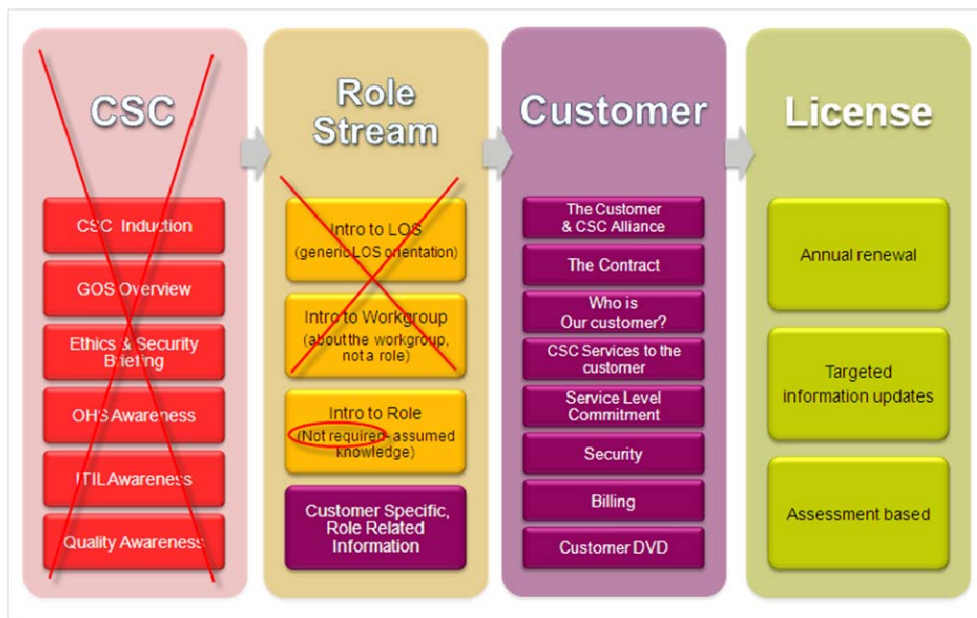 CSC
CSC Induction
GOS Overview
Ethics & Security
Briefing
OHS Awareness
ITIL Awareness
Quality Awareness
Role
Stream
Intro to LOS
(generic LOS orientation)
Intro to Workgroup
(about the workgroup,
not a role)
Intro to Role
(Not required- assumed
knowledge)
Customer Specific,
Role Related
Information
Customer
The Customer
& CSC Alliance
The Contract
Who is
Our customer?
CSC Services to the
customer
Service Level
Commitment
Security
Billing
Customer DVD
License
Annual renewal
Targeted
information updates
Assessment based